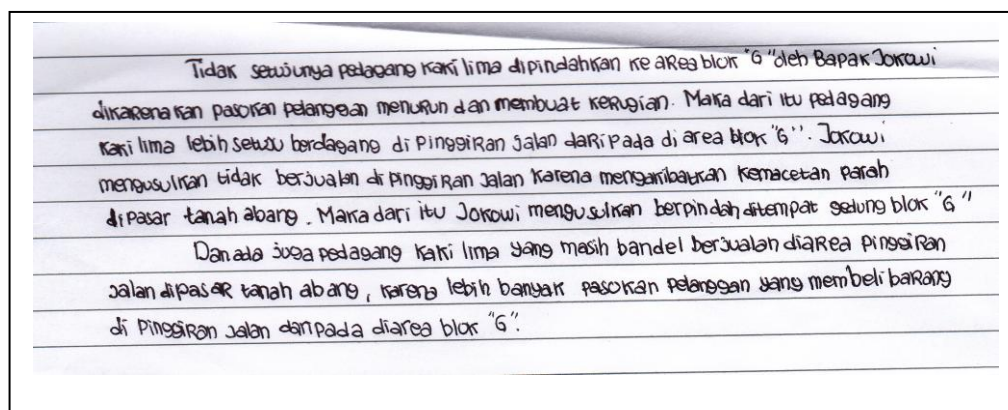 Tidak setujunya pedagang kaki lima dipindahkan ke area blok "G" oleh Bapak Jokowi
dikarenakan pasokan pelanggan menurun dan membuat kerugian. Maka dari itu pedagang
kaki lima lebih setuju berdagang di pinggiran jalan daripada di area blok "G". Jokowi
mengusulkan tidak berjualan di pinggiran jalan karena mengakibatkan kemacetan parah
dipasar tanah abang. Maka dari itu Jokowi mengusulkan berpindah ditempat gedung blok "G"
Dan ada juga pedagang kaki lima yang masih bandel berjualan diarea pinggiran
jalan dipasar tanah abang, karena lebih banyak pasokan pelanggan yang membeli barang
di pinggiran jalan daripada diarea blok "G".